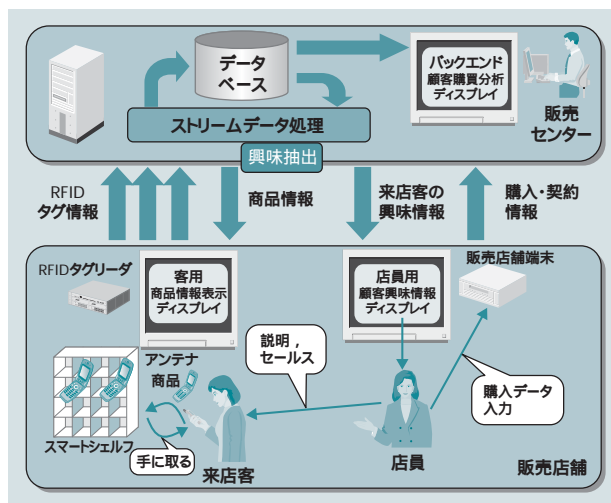 データ
ベース
ストリームデータ処理
興味抽出
バックエンド
顧客購買分析
ディスプレイ
販売
センター
RFID
タグ情報
商品情報
来店客の
興味情報
購入・契約
情報
RFIDタグリーダ
客用
商品情報表示
ディスプレイ
店員用
顧客興味情報
ディスプレイ
販売店舗端末
アンテナ
商品
説明，
セールス
購入データ
入力
スマートシェルフ
手に取る
来店客
店員
販売店舗